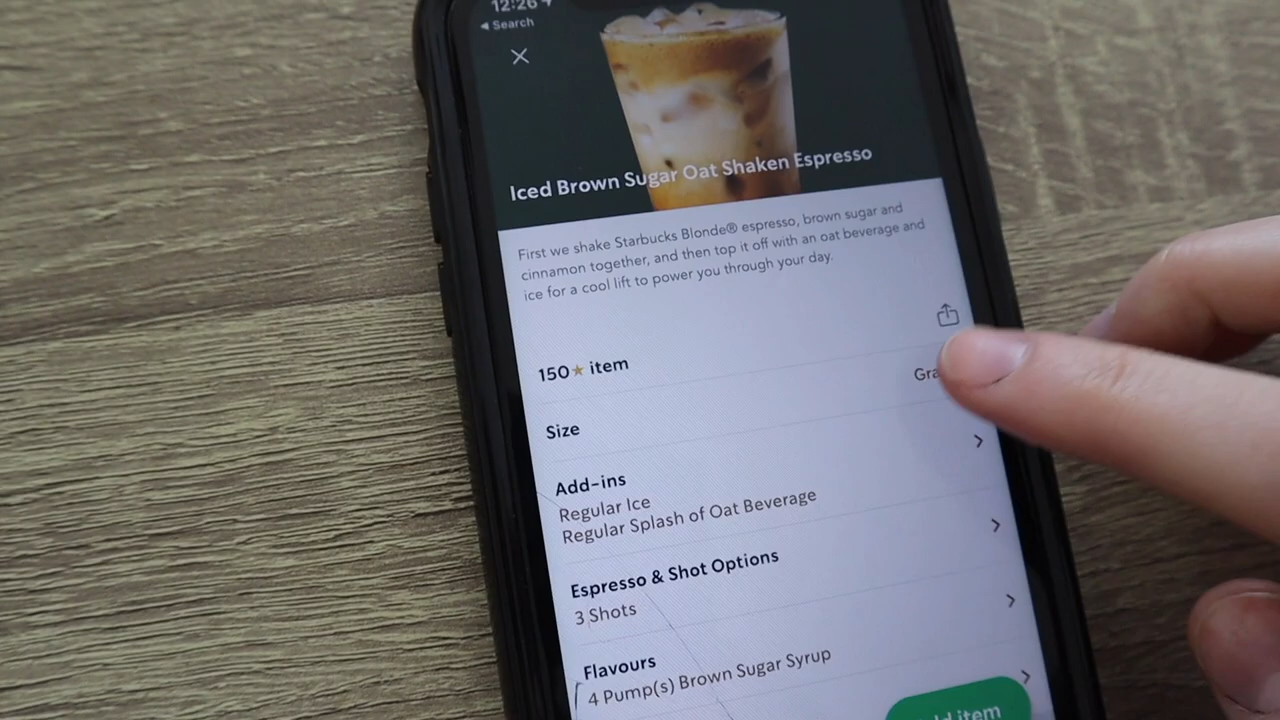 12:26
Search
Iced Brown Sugar Oat Shaken Espresso
First we shake Starbucks Blonde® espresso, brown sugar and
cinnamon together, and then top it off with an oat beverage and
ice for a cool lift to power you through your day.
150★ item
Size
Add-ins
Regular Ice
Regular Splash of Oat Beverage
Espresso & Shot Options
3 Shots
Flavours
4 Pump(s) Brown Sugar Syrup
item